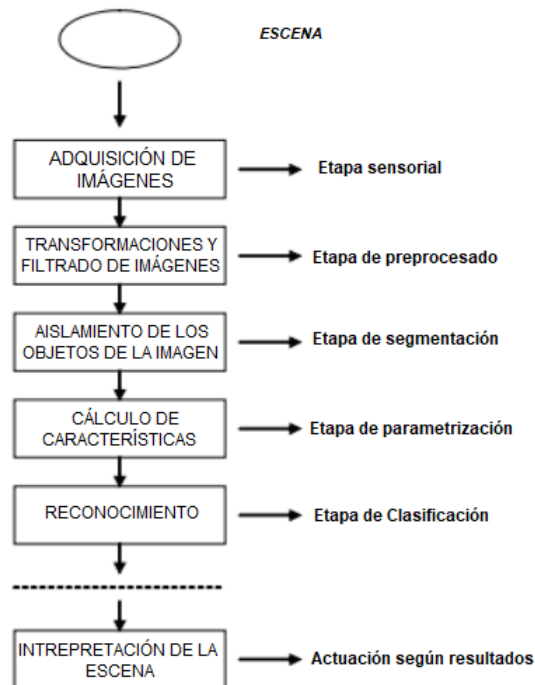 ESCENA
ADQUISICIÓN DE
IMÁGENES
Etapa sensorial
TRANSFORMACIONES Y
FILTRADO DE IMÁGENES
Etapa de preprocesado
AISLAMIENTO DE LOS
OBJETOS DE LA IMAGEN
Etapa de segmentación
CÁLCULO DE
CARACTERÍSTICAS
Etapa de parametrización
RECONOCIMIENTO
Etapa de Clasificación
INTREPRETACIÓN DE LA
ESCENA
Actuación según resultados